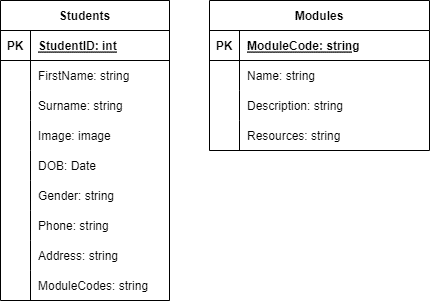 Students
PK StudentID: int
FirstName: string
Surname: string
Image: image
DOB: Date
Gender: string
Phone: string
Address: string
ModuleCodes: string
Modules
PK ModuleCode: string
Name: string
Description: string
Resources: string